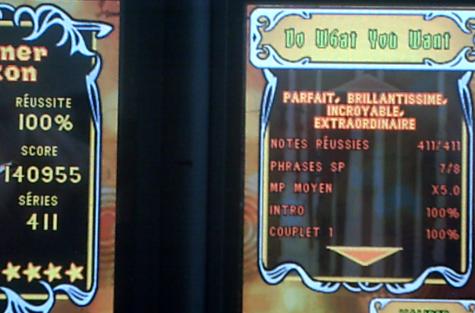 ner
on
RÉUSSITE
100%
SCORE
140955
SÉRIES
411
Do What You Want
PARFAIT, BRILLANTISSIME,
INCROYABLE,
EXTRAORDINAIRE
NOTES RÉUSSIES 411/411
PHRASES SP 7/8
MP MOYEN X5.0
INTRO 100%
COUPLET 1 100%